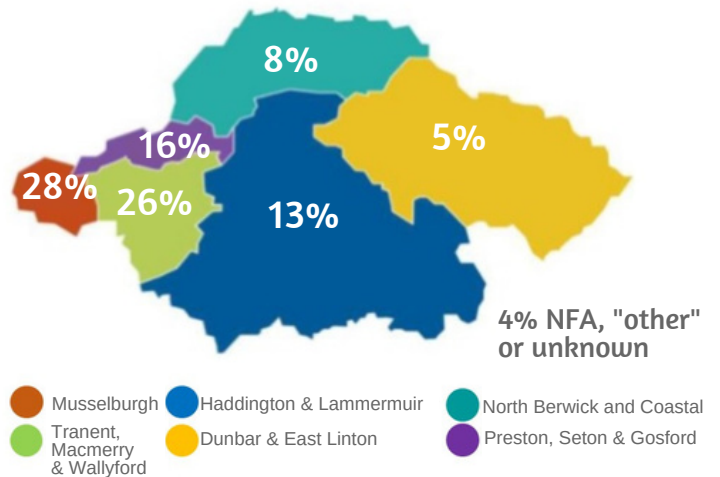 8%
5%
16%
28%
26%
13%
4% NFA, "other"
or unknown
Musselburgh
Haddington & Lammermuir
North Berwick and Coastal
Tranent,
Macmerry
& Wallyford
Dunbar & East Linton
Preston, Seton & Gosford